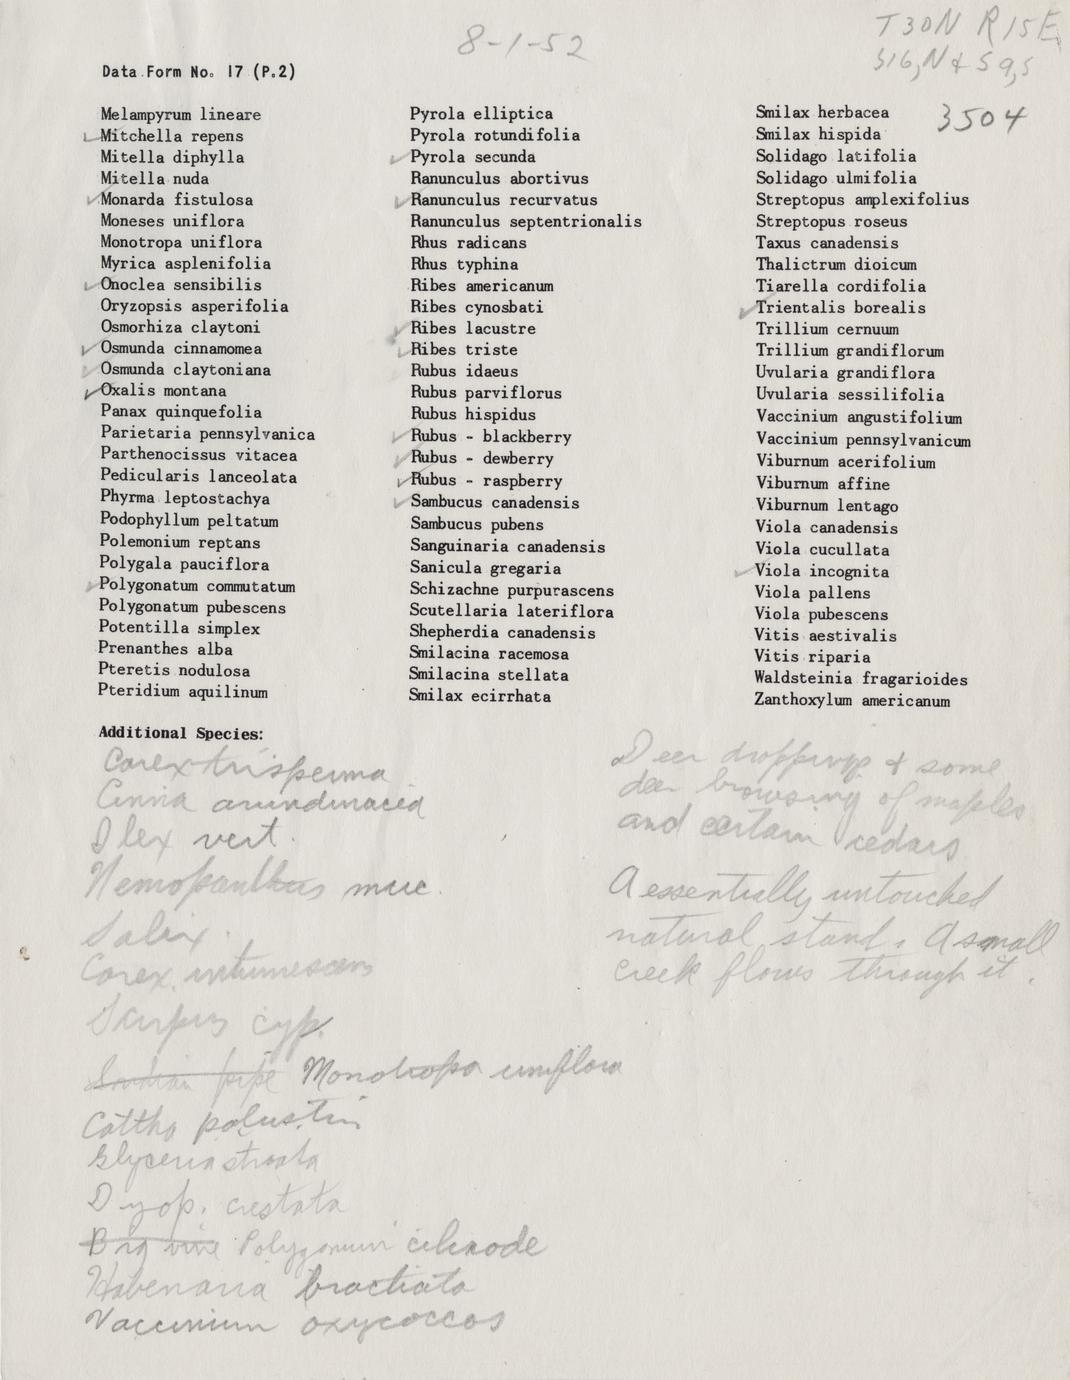 8-1-52
T30N R15E
S16,N & S9,S
3504
Data Form No. 17 (P.2)
Melampyrum lineare
✓Mitchella repens
Mitella diphylla
Mitella nuda
✓Monarda fistulosa
Moneses uniflora
Monotropa uniflora
Myrica asplenifolia
✓Onoclea sensibilis
Oryzopsis asperifolia
Osmorhiza claytoni
✓Osmunda cinnamomea
✓Osmunda claytoniana
✓Oxalis montana
Panax quinquefolia
Parietaria pennsylvanica
Parthenocissus vitacea
Pedicularis lanceolata
Phyrma leptostachya
Podophyllum peltatum
Polemonium reptans
Polygala pauciflora
✓Polygonatum commutatum
Polygonatum pubescens
Potentilla simplex
Prenanthes alba
Pteretis nodulosa
Pteridium aquilinum
Pyrola elliptica
Pyrola rotundifolia
✓Pyrola secunda
Ranunculus abortivus
✓Ranunculus recurvatus
Ranunculus septentrionalis
Rhus radicans
Rhus typhina
Ribes americanum
Ribes cynosbati
✓Ribes lacustre
✓Ribes triste
Rubus idaeus
Rubus parviflorus
Rubus hispidus
✓Rubus - blackberry
✓Rubus - dewberry
✓Rubus - raspberry
✓Sambucus canadensis
Sambucus pubens
Sanguinaria canadensis
Sanicula gregaria
Schizachne purpurascens
Scutellaria lateriflora
Shepherdia canadensis
Smilacina racemosa
Smilacina stellata
Smilax ecirrhata
Smilax herbacea
Smilax hispida
Solidago latifolia
Solidago ulmifolia
Streptopus amplexifolius
Streptopus roseus
Taxus canadensis
Thalictrum dioicum
Tiarella cordifolia
✓Trientalis borealis
Trillium cernuum
Trillium grandiflorum
Uvularia grandiflora
Uvularia sessilifolia
Vaccinium angustifolium
Vaccinium pennsylvanicum
Viburnum acerifolium
Viburnum affine
Viburnum lentago
Viola canadensis
Viola cucullata
✓Viola incognita
Viola pallens
Viola pubescens
Vitis aestivalis
Vitis riparia
Waldsteinia fragarioides
Zanthoxylum americanum
Additional Species:
Carex trisperma
Cinna arundinacea
Ilex vert.
Nemopanthus muc.
Salix.
Carex intumescens
Scirpus cyp.
Indian pipe Monotropa uniflora
Caltha palustris
Glyceria striata
Dryop. cristata
Big vine Polygonum cilinode
Habenaria bractiata
Vaccinium oxycoccos
Deer droppings & some
deer browsing of maples
and certain cedars
A essentially untouched
natural stand. A small
creek flows through it.